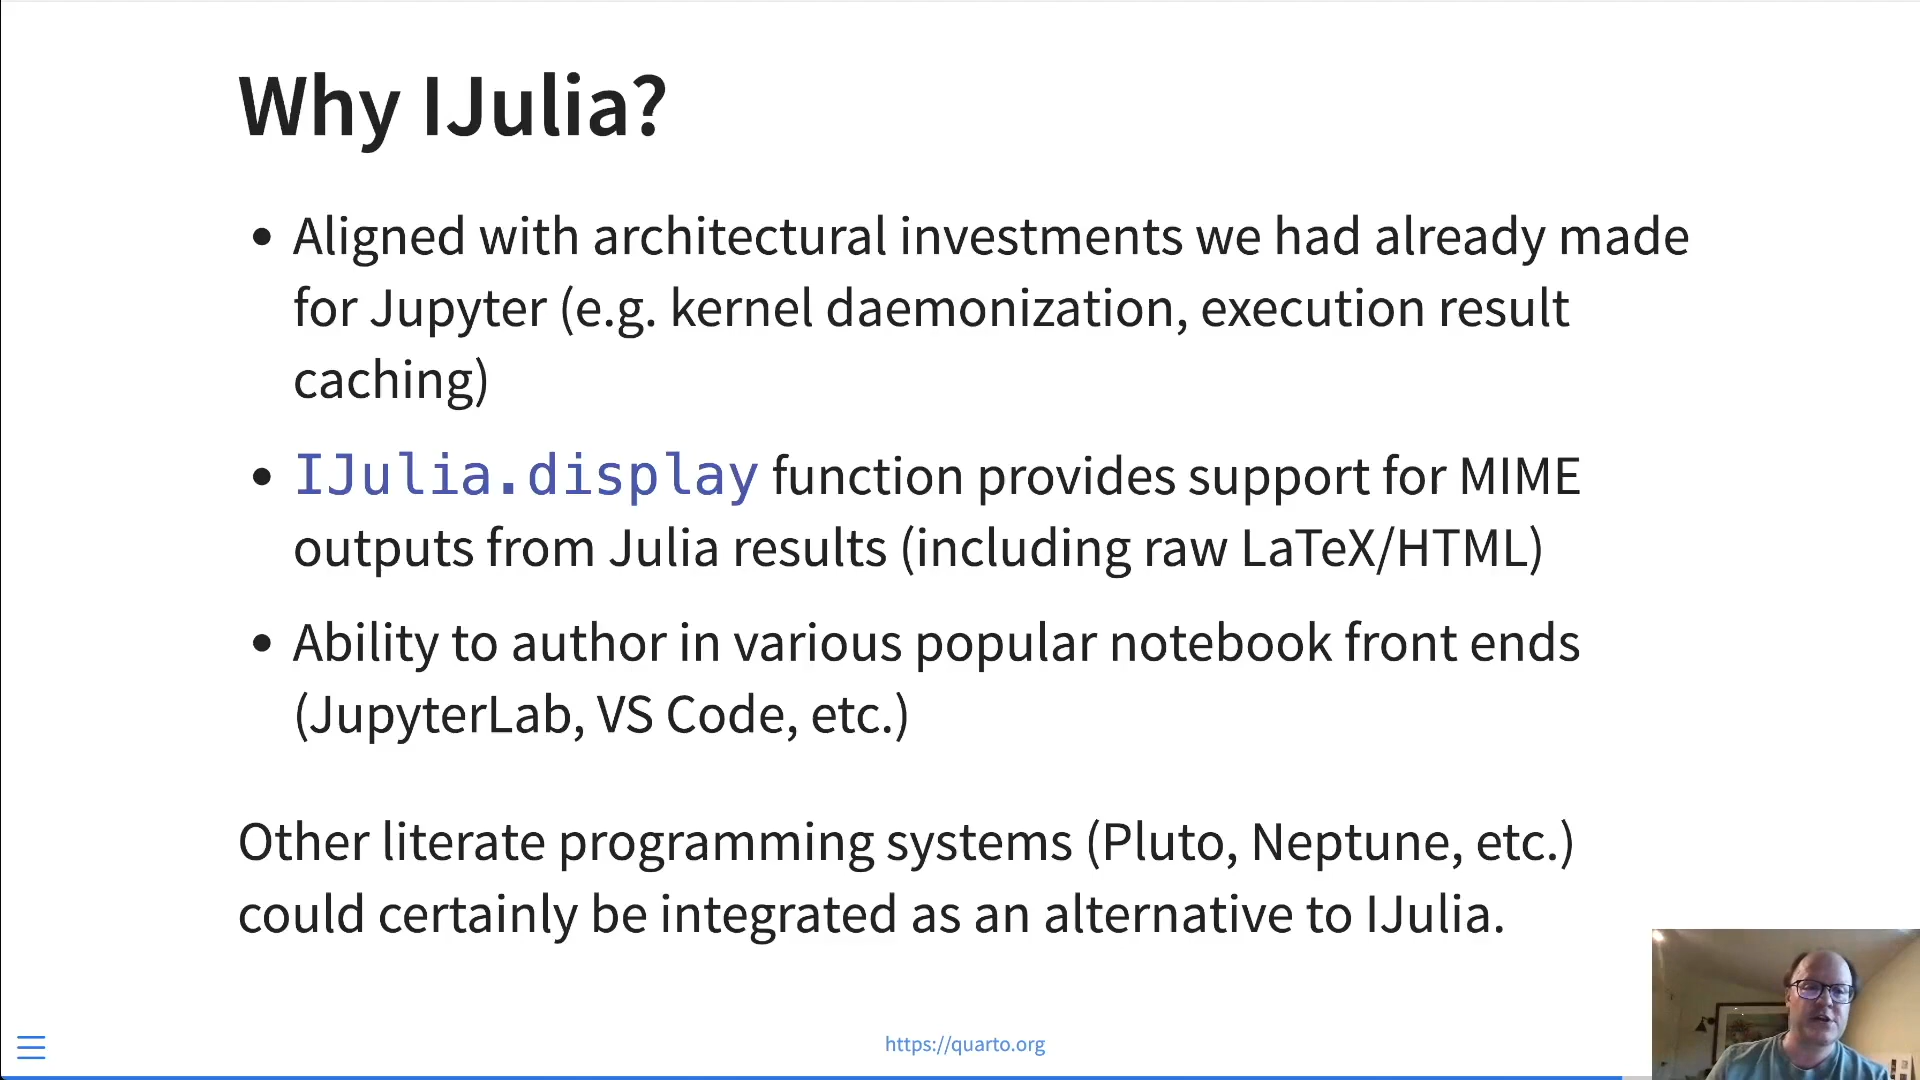 Why IJulia?
Aligned with architectural investments we had already made
for Jupyter (e.g. kernel daemonization, execution result
caching)
IJulia.display function provides support for MIME
outputs from Julia results (including raw LaTeX/HTML)
Ability to author in various popular notebook front ends
(JupyterLab, VS Code, etc.)
Other literate programming systems (Pluto, Neptune, etc.)
could certainly be integrated as an alternative to IJulia.
https://quarto.org